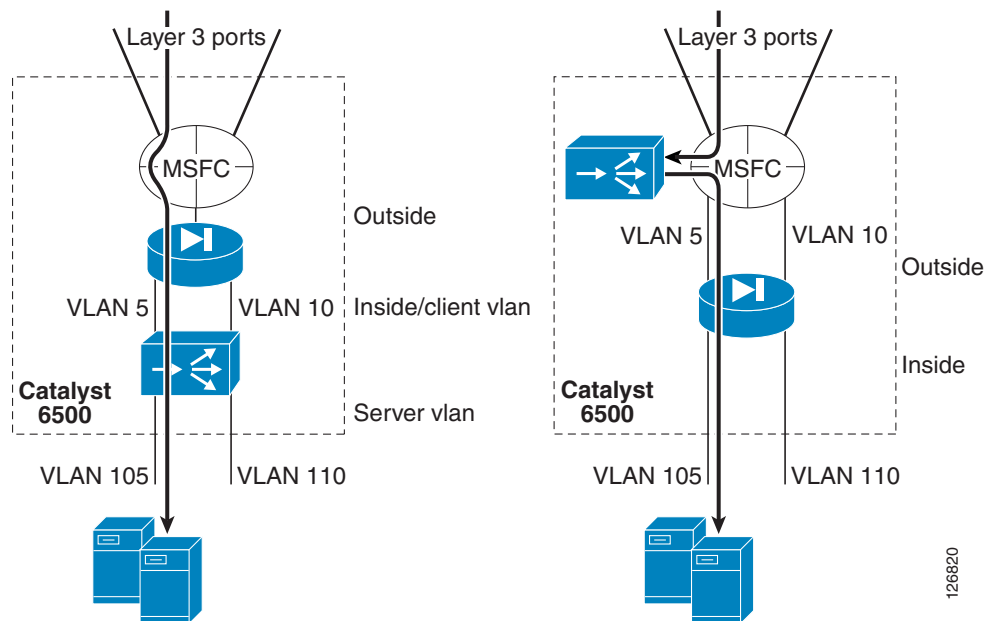 Layer 3 ports
MSFC
Outside
VLAN 5
VLAN 10
Inside/client vlan
Catalyst
6500
Server vlan
VLAN 105
VLAN 110
Layer 3 ports
MSFC
VLAN 5
VLAN 10
Outside
Inside
Catalyst
6500
VLAN 105
VLAN 110
126820